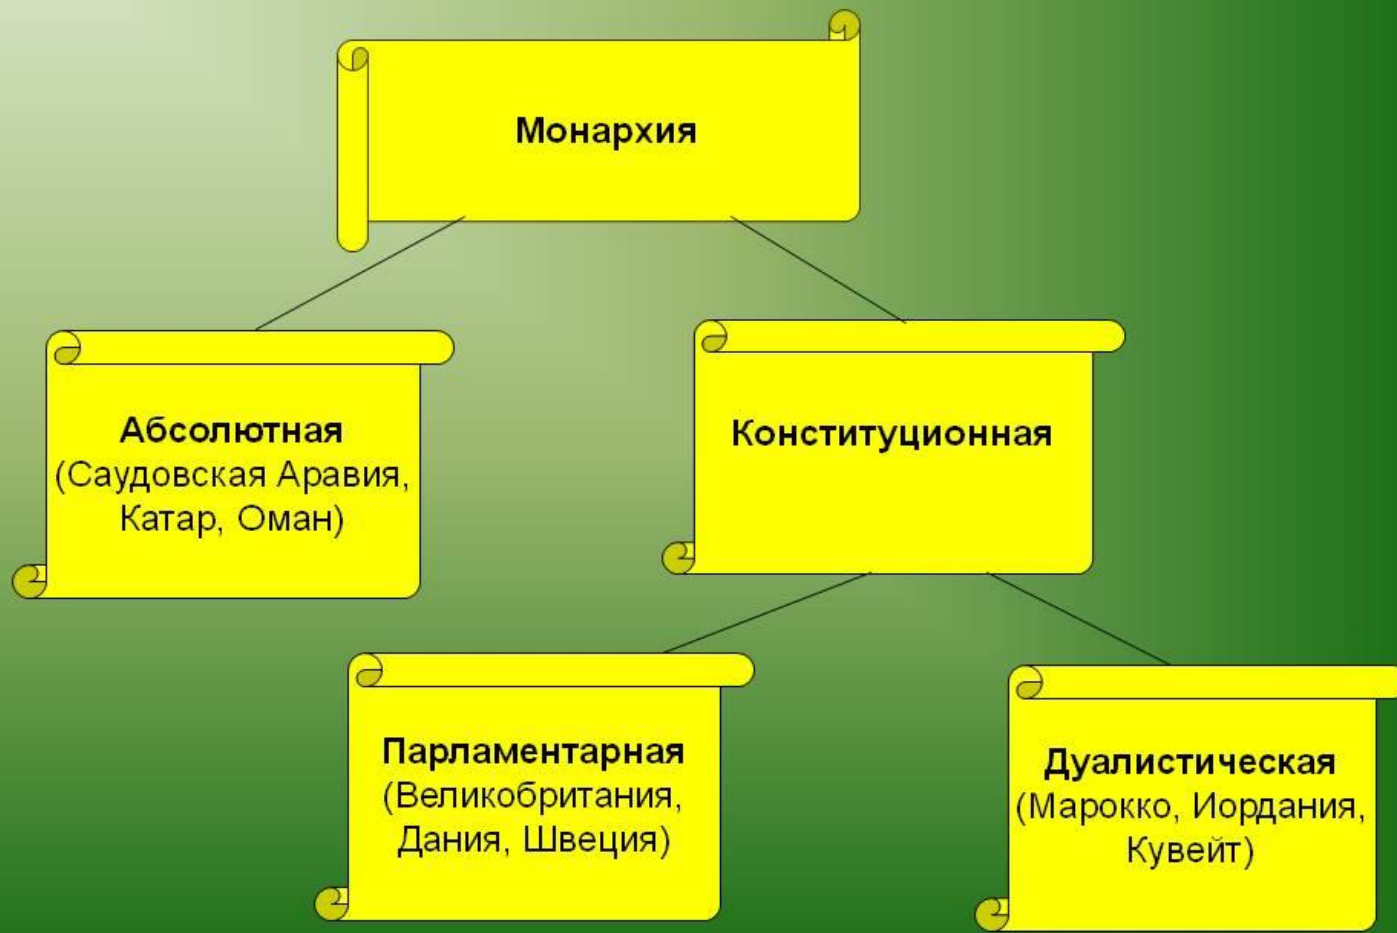 Монархия
Абсолютная
(Саудовская Аравия,
Катар, Оман)
Конституционная
Парламентарная
(Великобритания,
Дания, Швеция)
Дуалистическая
(Марокко, Иордания,
Кувейт)